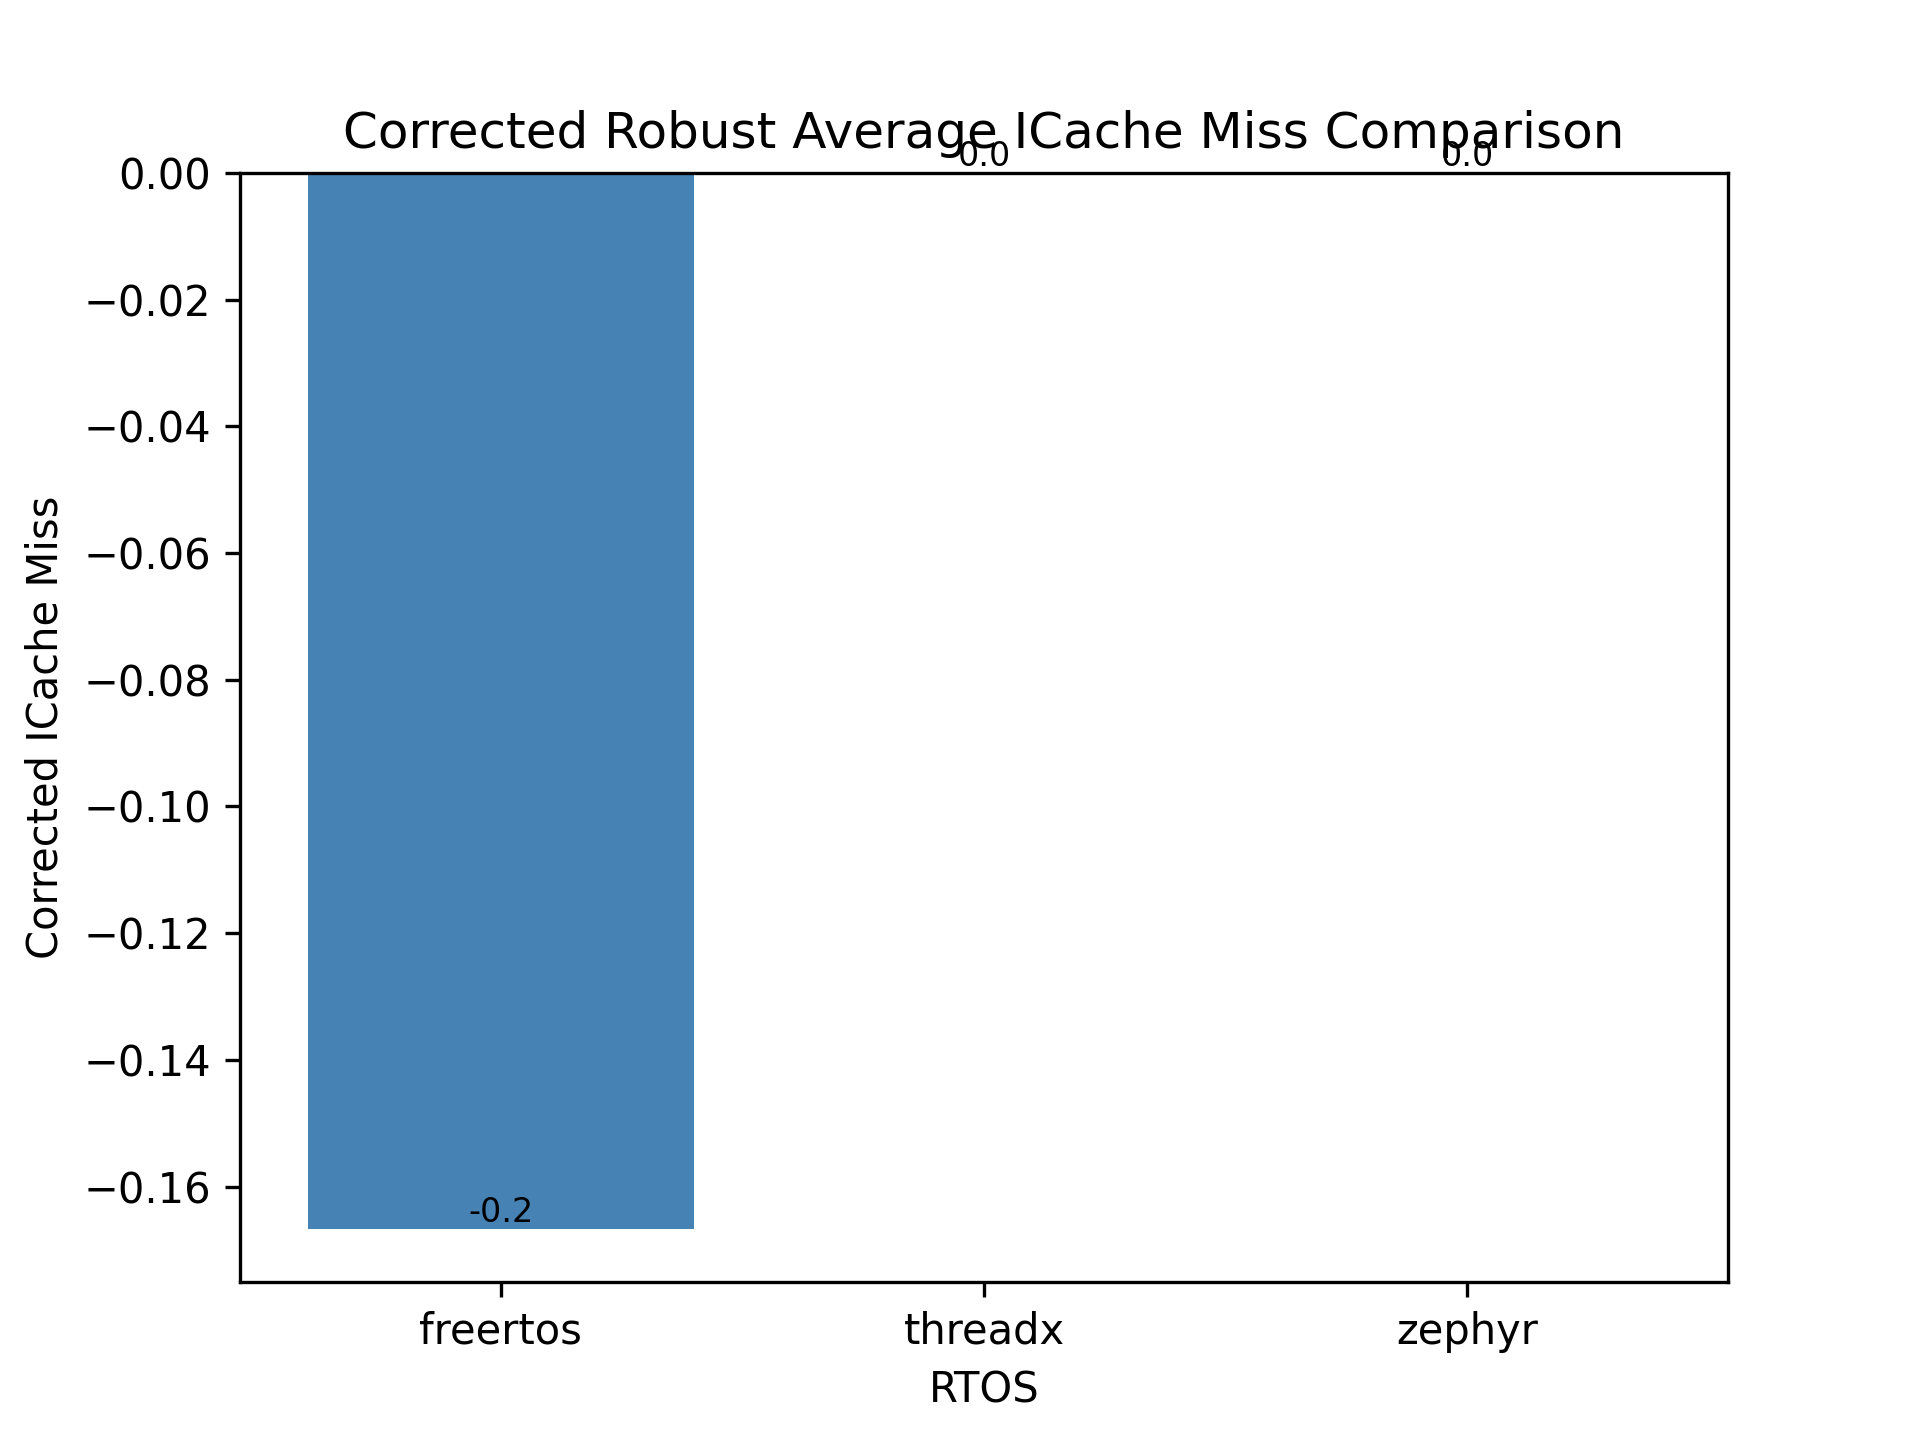 Corrected Robust Average ICache Miss Comparison
0.0
0.0
0.00
−0.02
−0.04
−0.06
−0.08
−0.10
−0.12
−0.14
−0.16
Corrected ICache Miss
-0.2
freertos
threadx
zephyr
RTOS